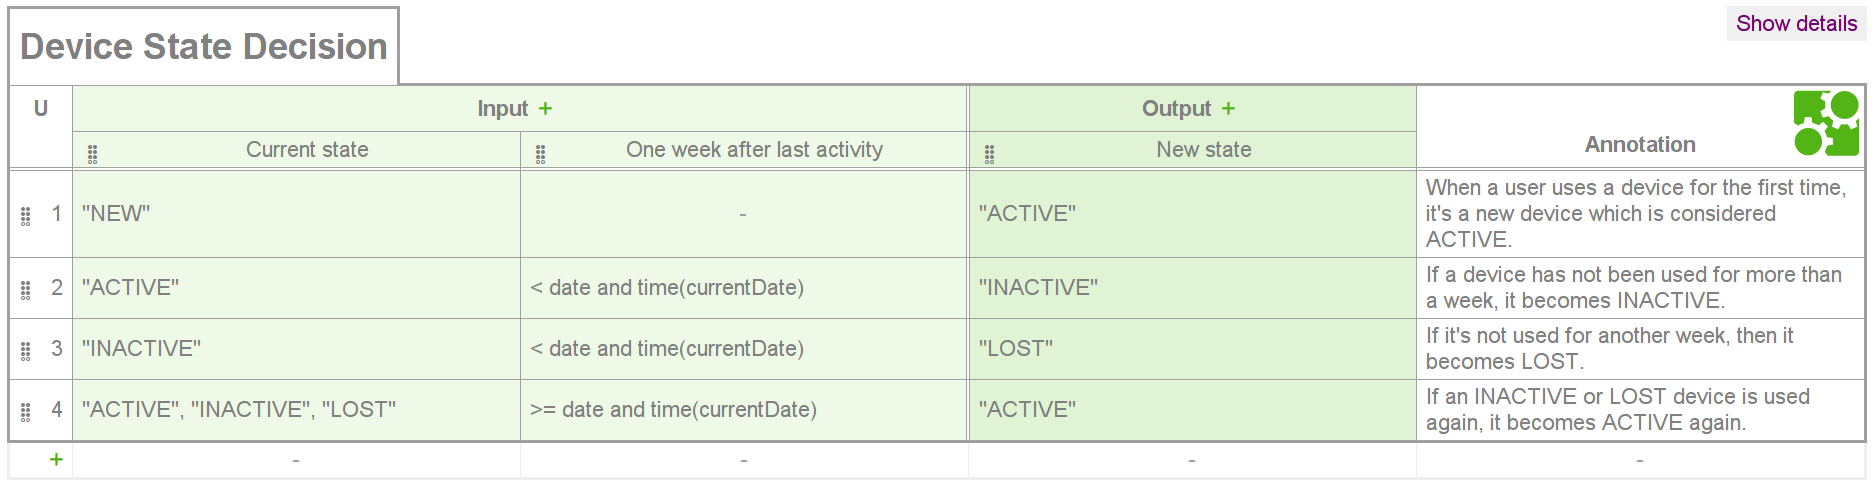 Show details
Device State Decision
U
Input +
Output +
Annotation
Current state
One week after last activity
New state
1 "NEW" - "ACTIVE"
When a user uses a device for the first time,
it's a new device which is considered
ACTIVE.
2 "ACTIVE" < date and time(currentDate) "INACTIVE"
If a device has not been used for more than
a week, it becomes INACTIVE.
3 "INACTIVE" < date and time(currentDate) "LOST"
If it's not used for another week, then it
becomes LOST.
4 "ACTIVE", "INACTIVE", "LOST" >= date and time(currentDate) "ACTIVE"
If an INACTIVE or LOST device is used
again, it becomes ACTIVE again.
+ - - - -